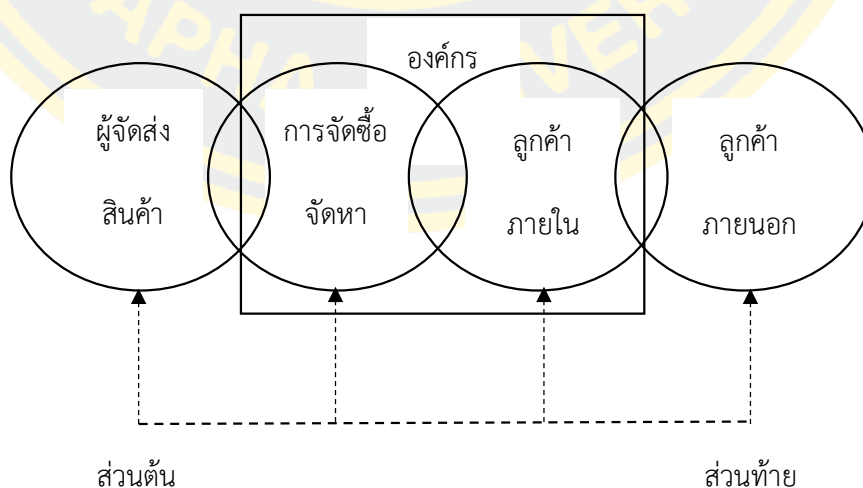 องค์กร
ผู้จัดส่ง
สินค้า
การจัดซื้อ
จัดหา
ลูกค้า
ภายใน
ลูกค้า
ภายนอก
ส่วนต้น
ส่วนท้าย